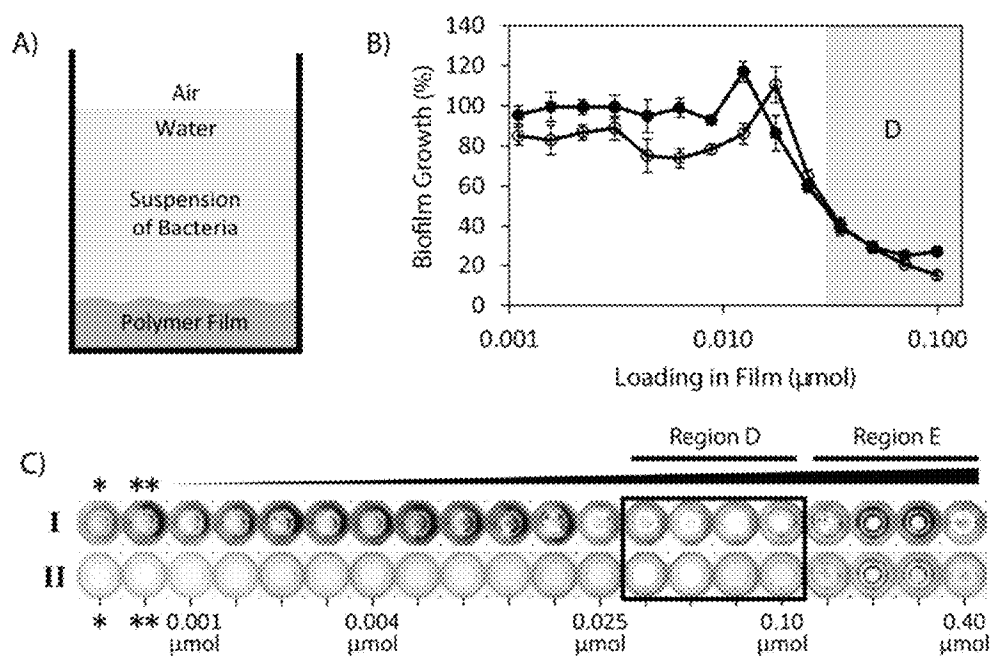 A)
Air
Water
Suspension
of Bacteria
Polymer Film
B)
Biofilm Growth (%)
140
120
100
80
60
40
20
0
D
0.001
0.010
0.100
Loading in Film (µmol)
C)
Region D
Region E
*
**
I
II
*
**
0.001
µmol
0.004
µmol
0.025
µmol
0.10
µmol
0.40
µmol